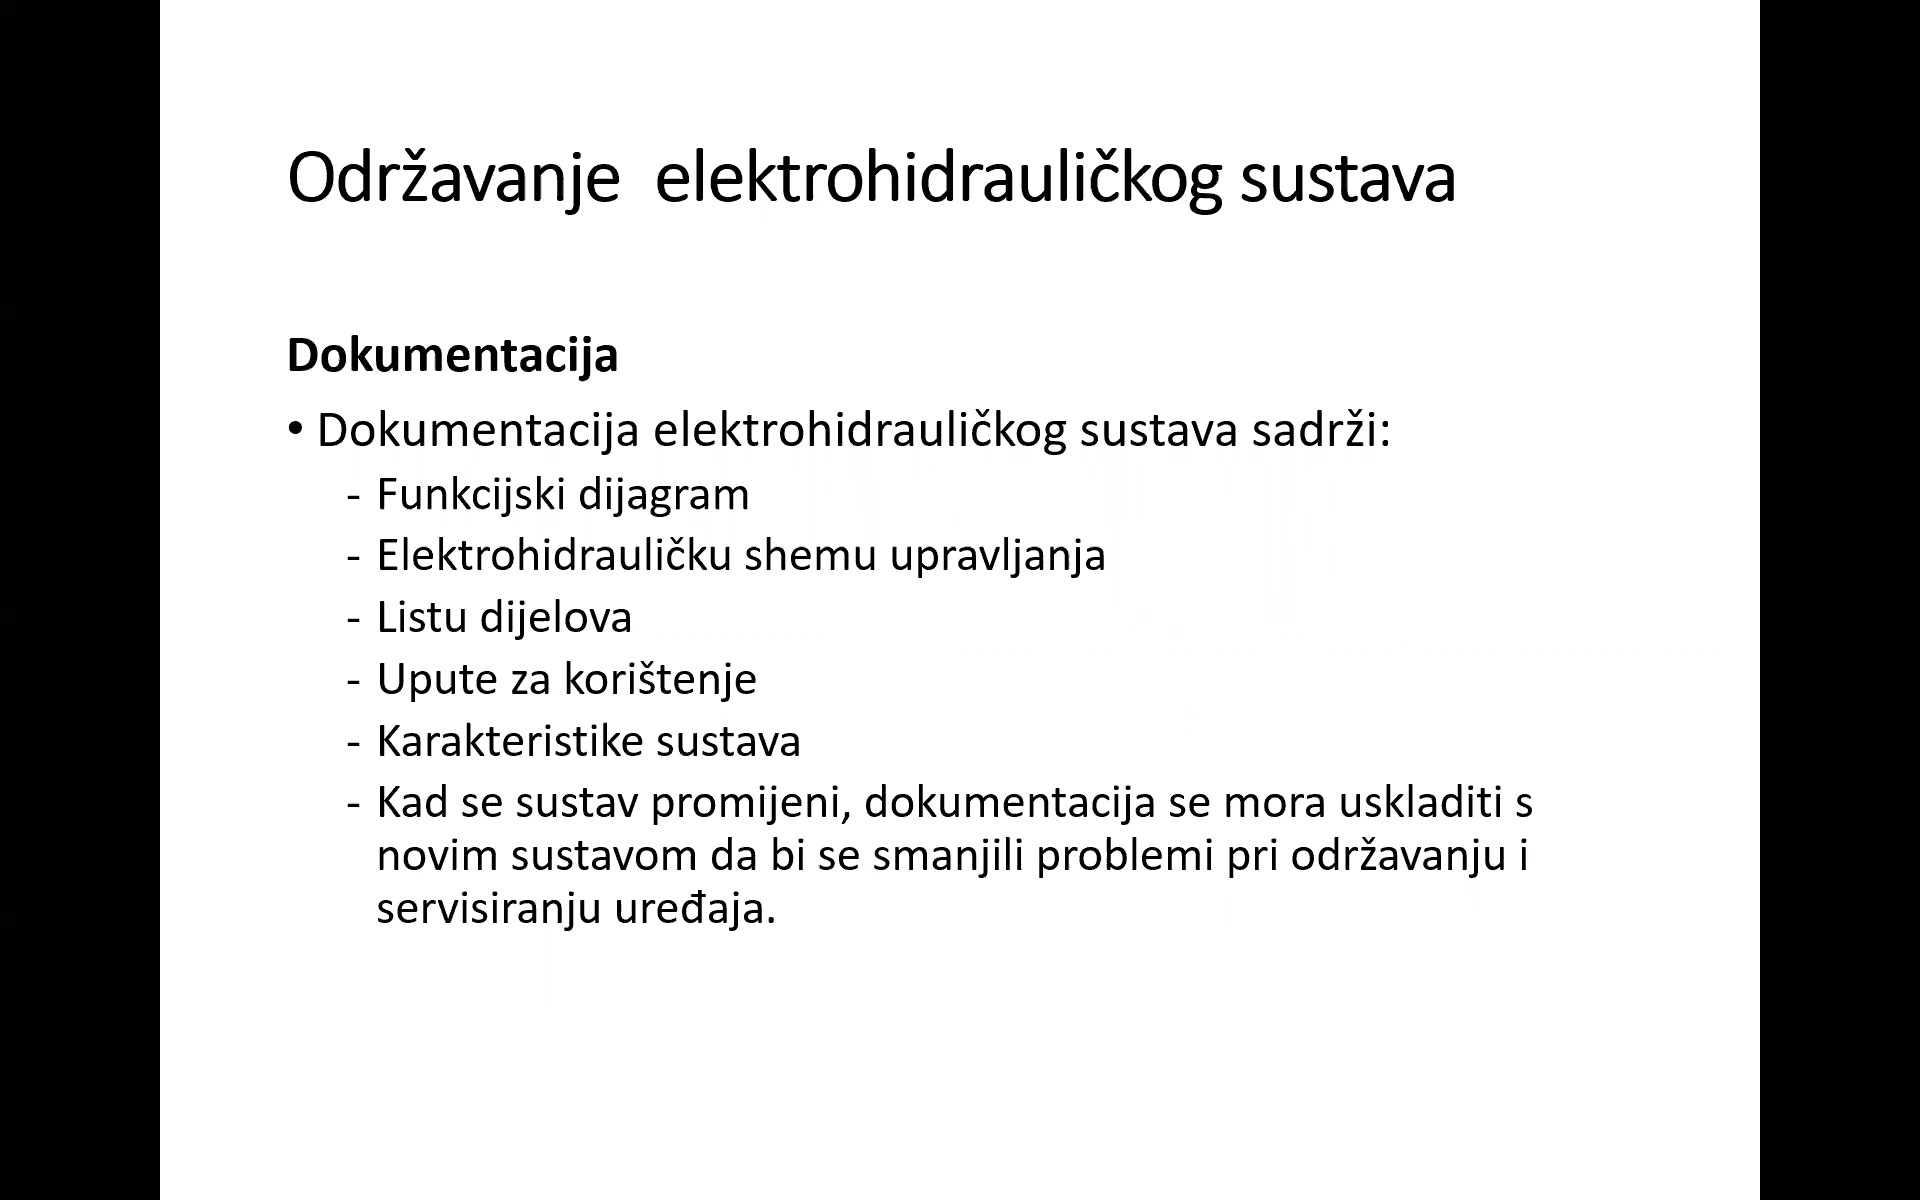 Održavanje  elektrohidrauličkog sustava
Dokumentacija
• Dokumentacija elektrohidrauličkog sustava sadrži:
- Funkcijski dijagram
- Elektrohidrauličku shemu upravljanja
- Listu dijelova
- Upute za korištenje
- Karakteristike sustava
- Kad se sustav promijeni, dokumentacija se mora uskladiti s
novim sustavom da bi se smanjili problemi pri održavanju i
servisiranju uređaja.